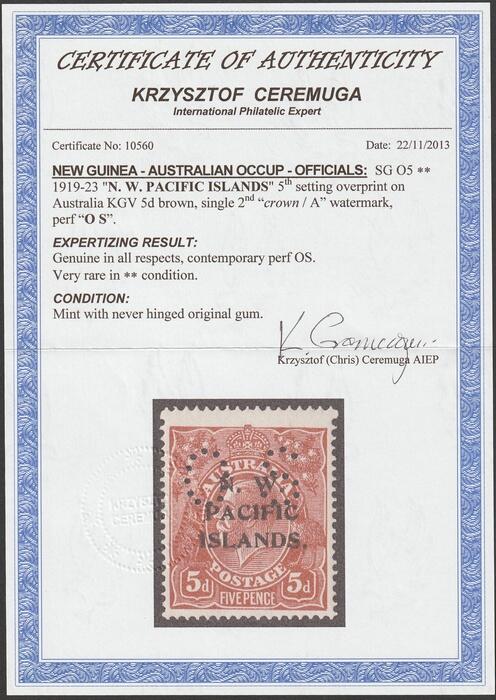 CERTIFICATE OF AUTHENTICITY
KRZYSZTOF CEREMUGA
International Philatelic Expert
Certificate No: 10560 Date: 22/11/2013
NEW GUINEA - AUSTRALIAN OCCUP - OFFICIALS: SG O5 **
1919-23 "N. W. PACIFIC ISLANDS" 5th setting overprint on
Australia KGV 5d brown, single 2nd “crown / A” watermark,
perf “O S”.
EXPERTIZING RESULT:
Genuine in all respects, contemporary perf OS.
Very rare in ** condition.
CONDITION:
Mint with never hinged original gum.
K. Ceremuga
Krzysztof (Chris) Ceremuga AIEP
O S
AUSTRALIA
N. W.
PACIFIC
ISLANDS.
POSTAGE
5d FIVE PENCE 5d